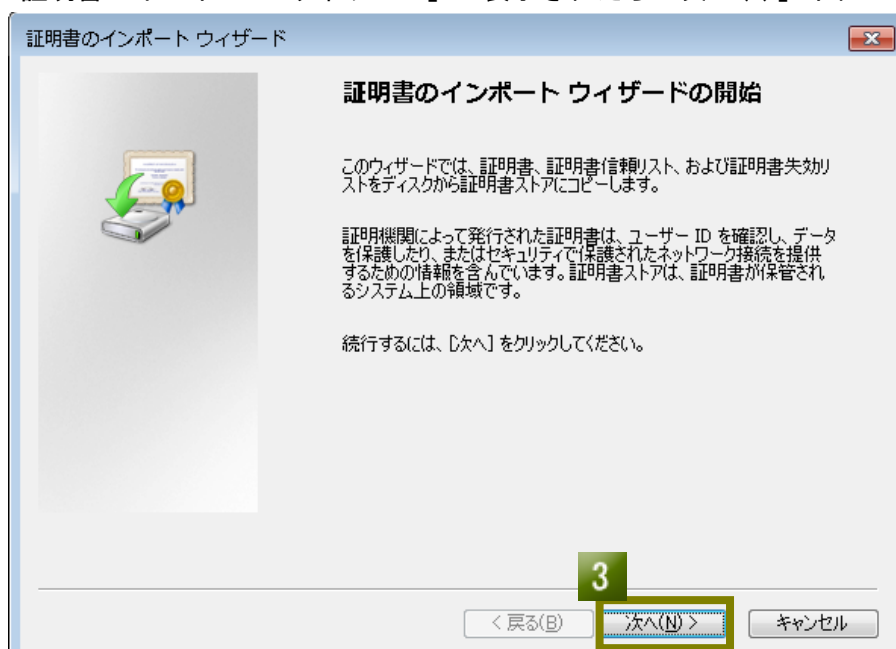 証明書のインポート ウィザード
証明書のインポート ウィザードの開始
このウィザードでは、証明書、証明書信頼リスト、および証明書失効リ
ストをディスクから証明書ストアにコピーします。
証明機関によって発行された証明書は、ユーザー ID を確認し、データ
を保護したり、またはセキュリティで保護されたネットワーク接続を提供
するための情報を含んでいます。証明書ストアは、証明書が保管され
るシステム上の領域です。
続行するには、[次へ] をクリックしてください。
3
< 戻る(B)
次へ(N) >
キャンセル